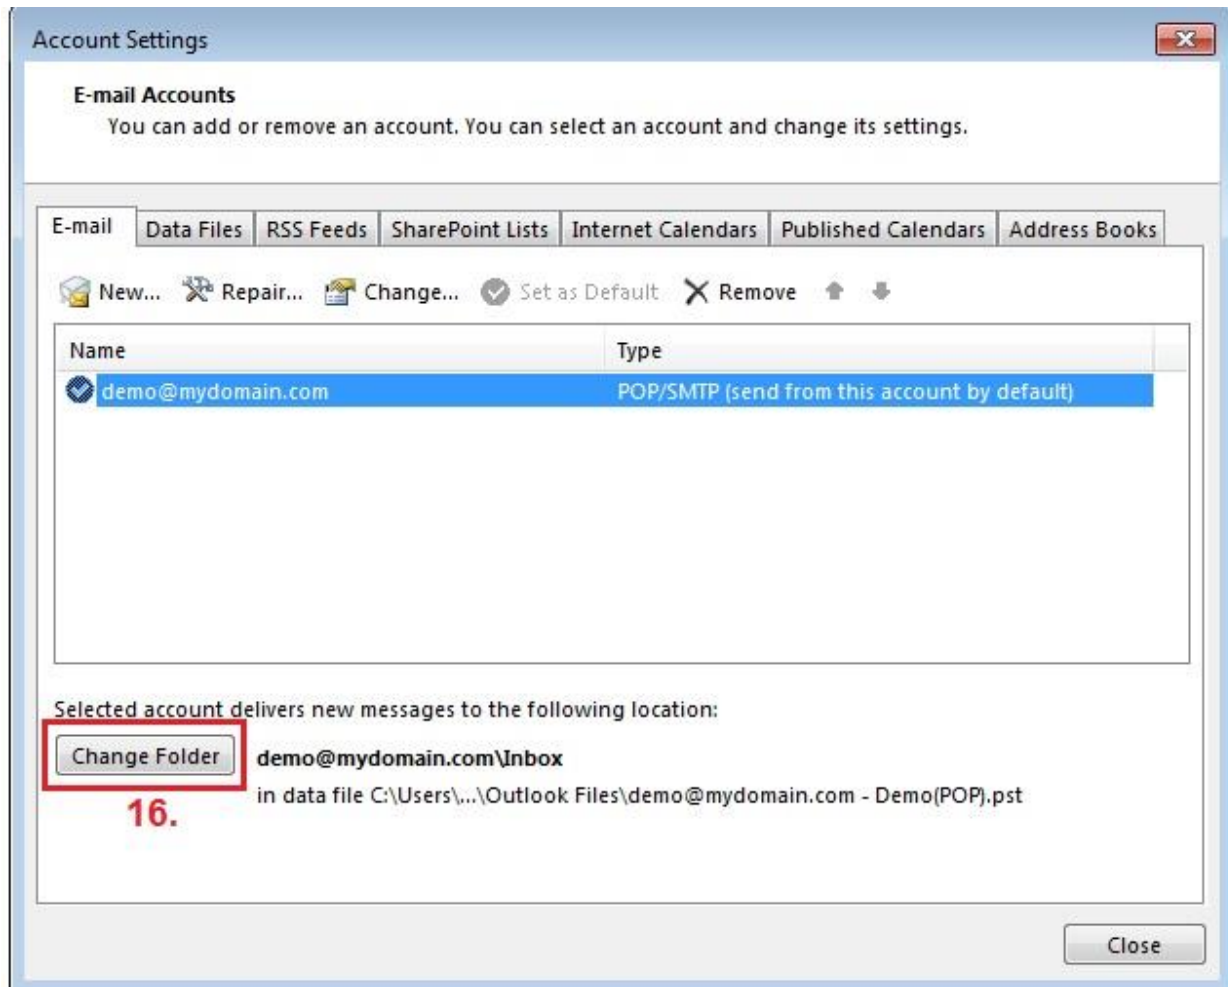 Account Settings
E-mail Accounts
You can add or remove an account. You can select an account and change its settings.
E-mail Data Files RSS Feeds SharePoint Lists Internet Calendars Published Calendars Address Books
New... Repair... Change... Set as Default Remove
Name Type
demo@mydomain.com POP/SMTP (send from this account by default)
Selected account delivers new messages to the following location:
Change Folder demo@mydomain.com\Inbox
in data file C:\Users\...\Outlook Files\demo@mydomain.com - Demo(POP).pst
16.
Close